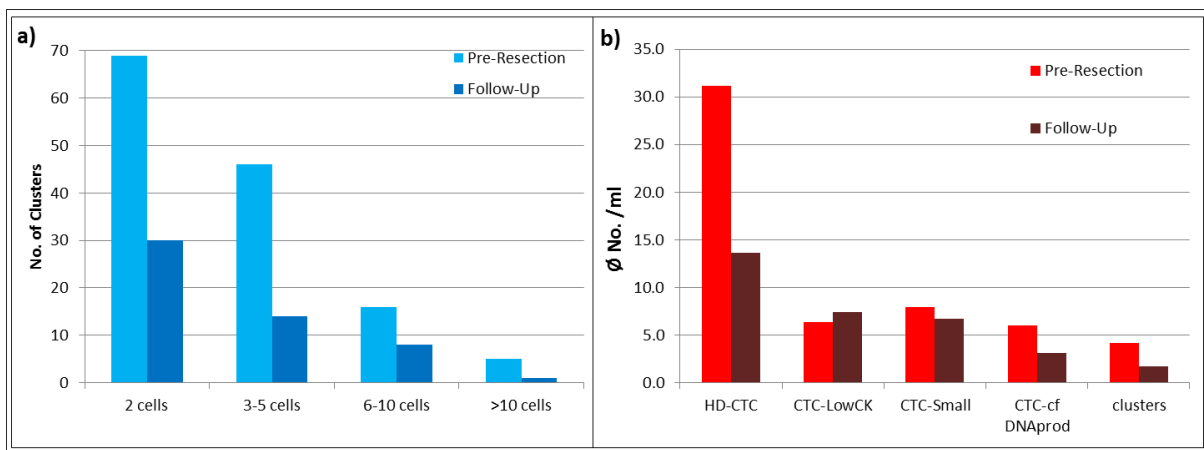 a)
70
60
50
40
30
20
10
0
No. of Clusters
Pre-Resection
Follow-Up
2 cells
3-5 cells
6-10 cells
>10 cells
b)
35.0
30.0
25.0
20.0
15.0
10.0
5.0
0.0
Ø No. /ml
Pre-Resection
Follow-Up
HD-CTC
CTC-LowCK
CTC-Small
CTC-cf
DNAprod
clusters